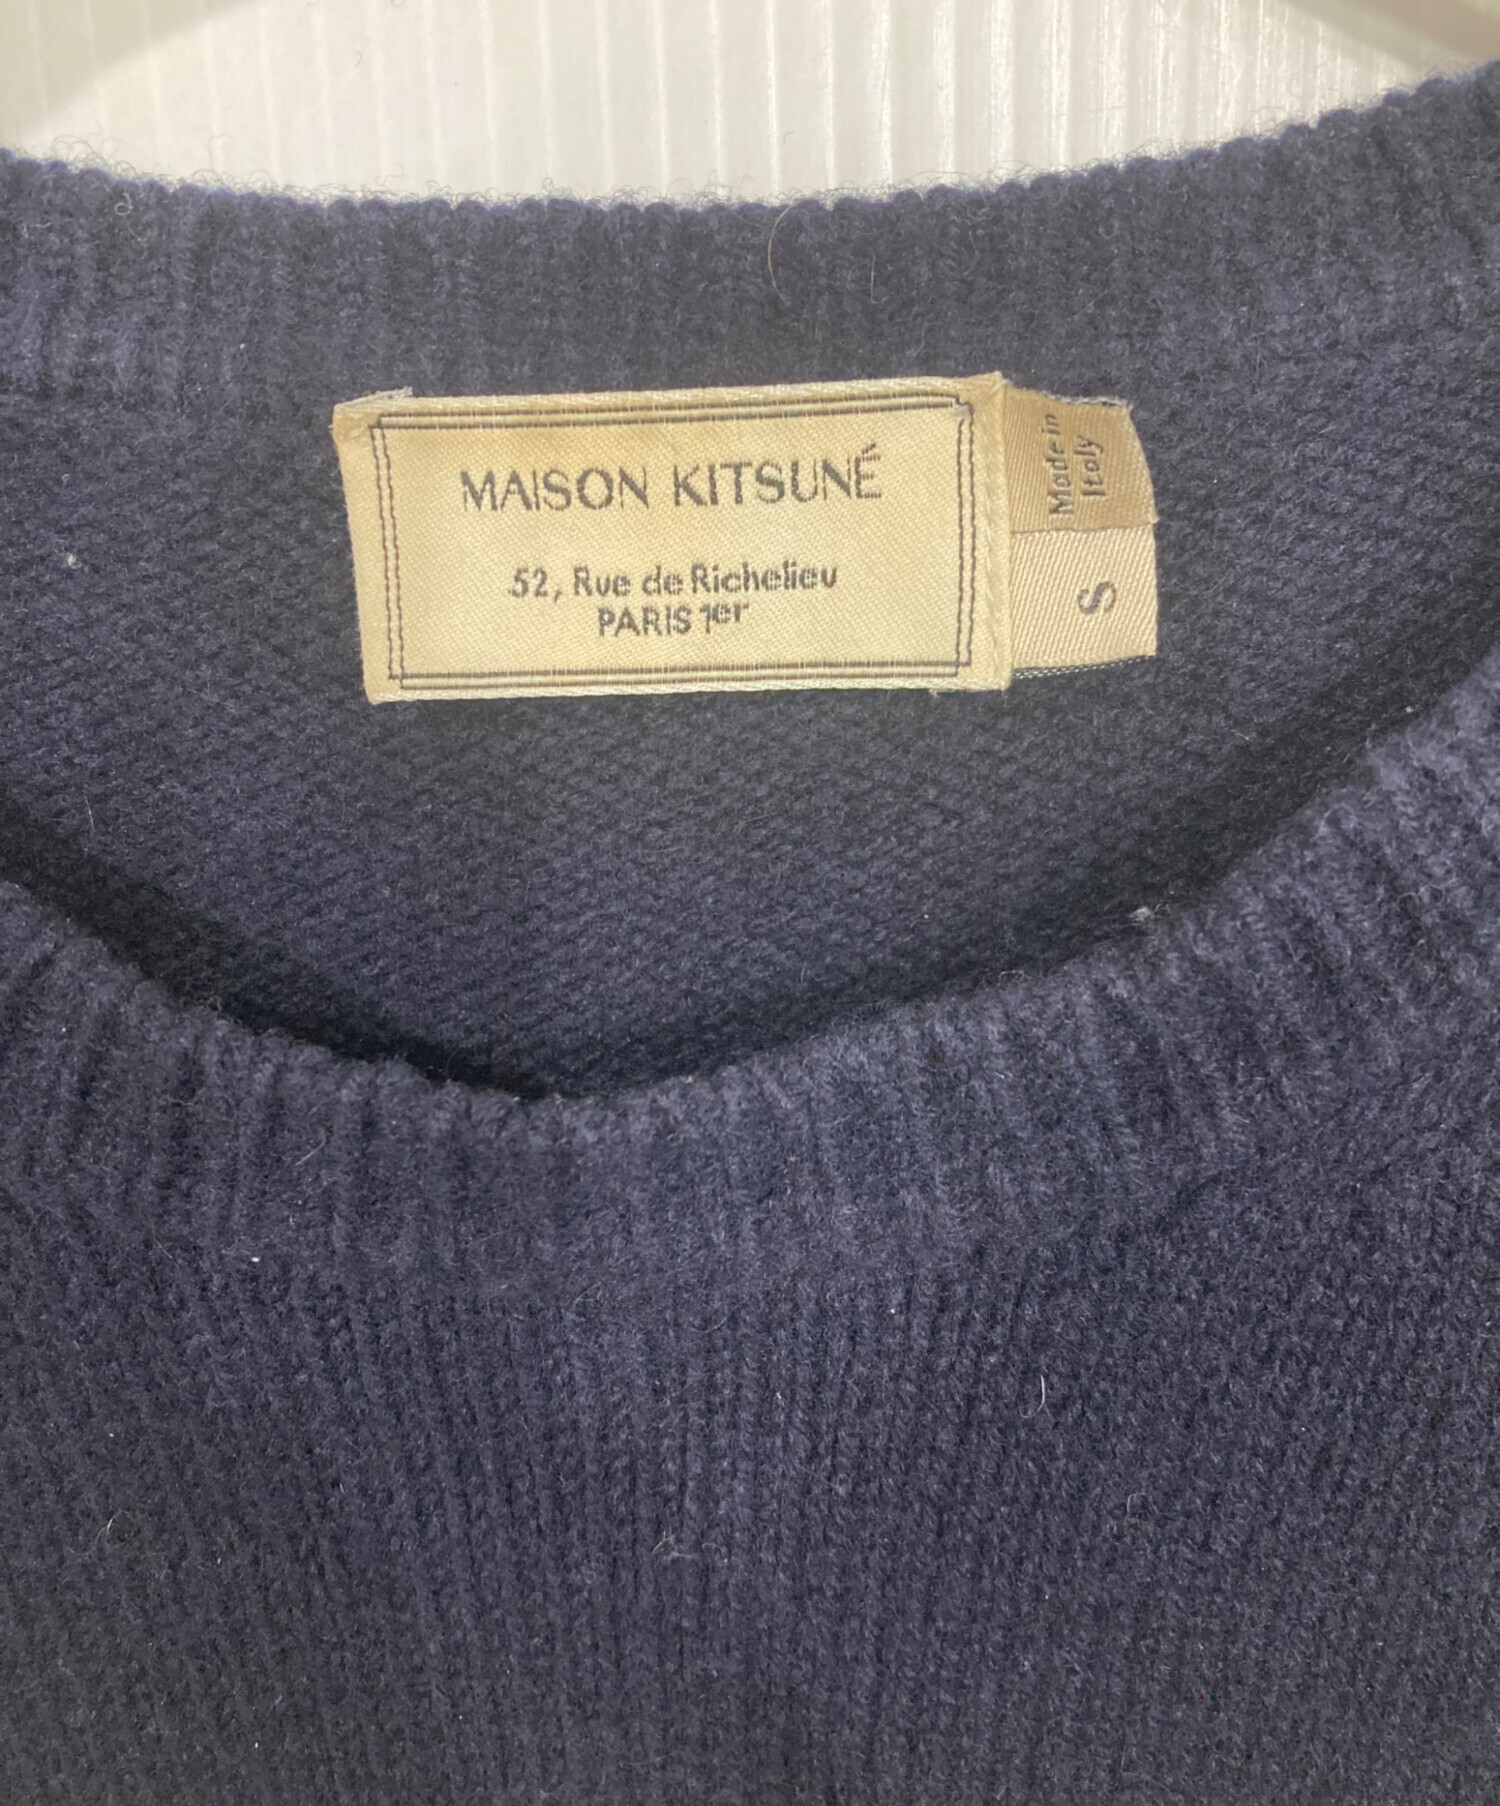 MAISON KITSUNÉ
52, Rue de Richelieu
PARIS 1er
Made in
Italy
S